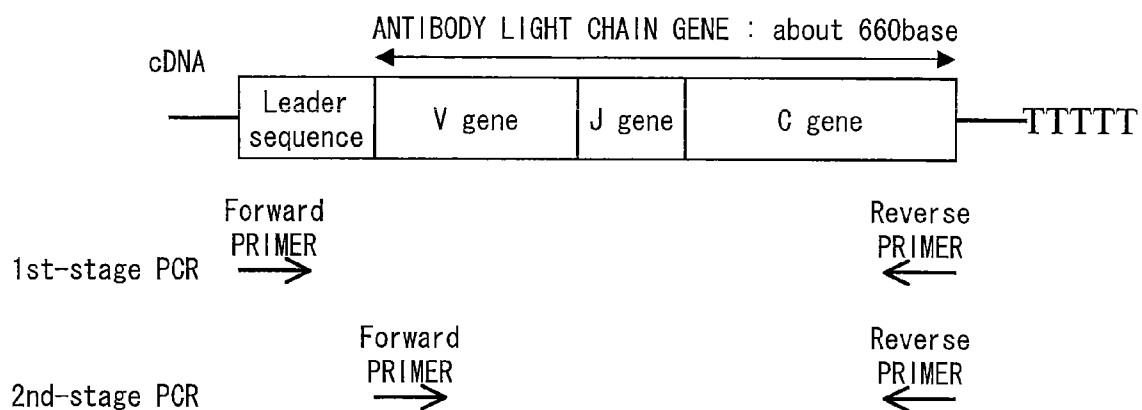 ANTIBODY LIGHT CHAIN GENE : about 660base
cDNA
Leader
sequence
V gene
J gene
C gene
TTTTT
Forward
PRIMER
Reverse
PRIMER
1st-stage PCR
Forward
PRIMER
Reverse
PRIMER
2nd-stage PCR